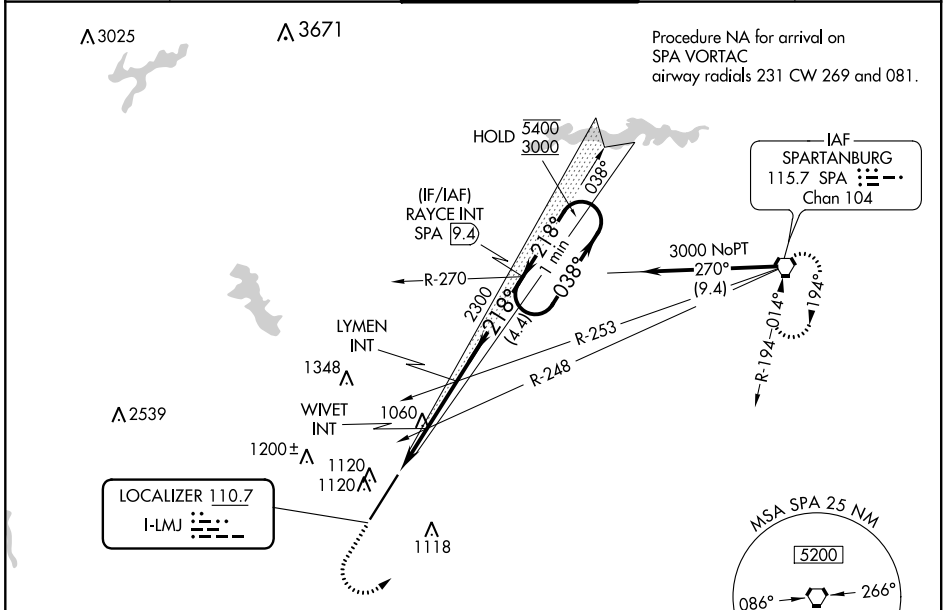 3025
3671
Procedure NA for arrival on
SPA VORTAC
airway radials 231 CW 269 and 081.
HOLD 5400
3000
038°
IAF
SPARTANBURG
115.7 SPA
Chan 104
(IF/IAF)
RAYCE INT
SPA 9.4
218°
1 min
038°
3000 NoPT
270°
(9.4)
R-270
2300
218°
(4.4)
R-194
014°
194°
LYMEN
INT
R-253
R-248
1348
2539
WIVET
INT
1060
1200±
1120
1120
LOCALIZER 110.7
I-LMJ
1118
MSA SPA 25 NM
5200
086°
266°